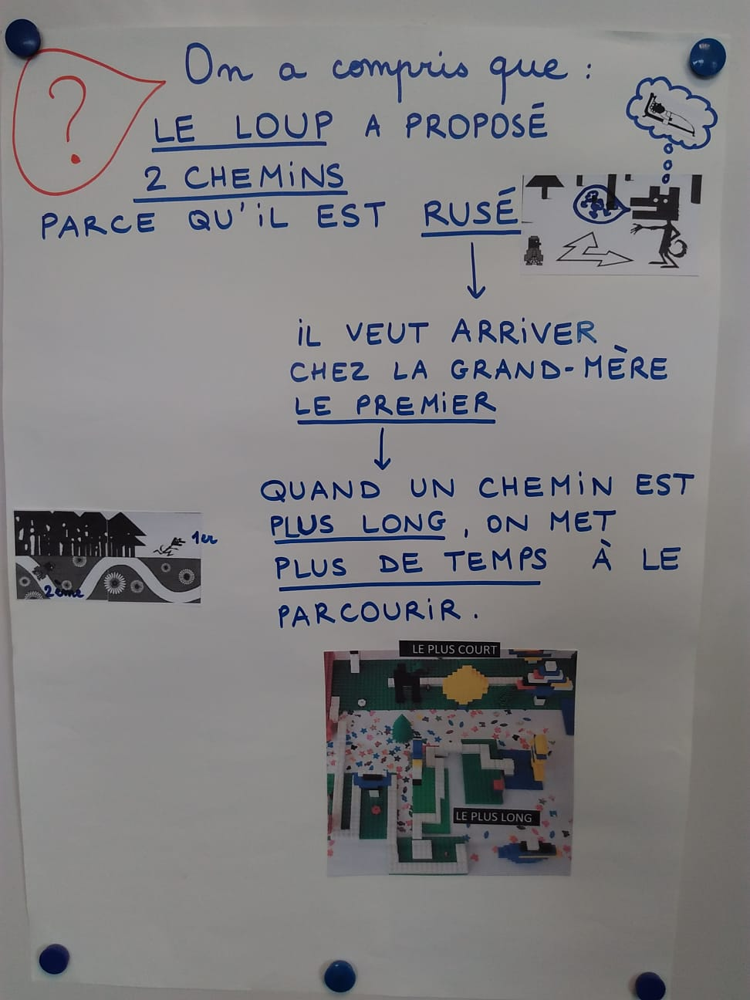 ?
On a compris que :
LE LOUP A PROPOSÉ
2 CHEMINS
PARCE QU'IL EST RUSÉ
IL VEUT ARRIVER
CHEZ LA GRAND-MÈRE
LE PREMIER
QUAND UN CHEMIN EST
PLUS LONG, ON MET
PLUS DE TEMPS À LE
PARCOURIR.
1er
2ème
LE PLUS COURT
LE PLUS LONG